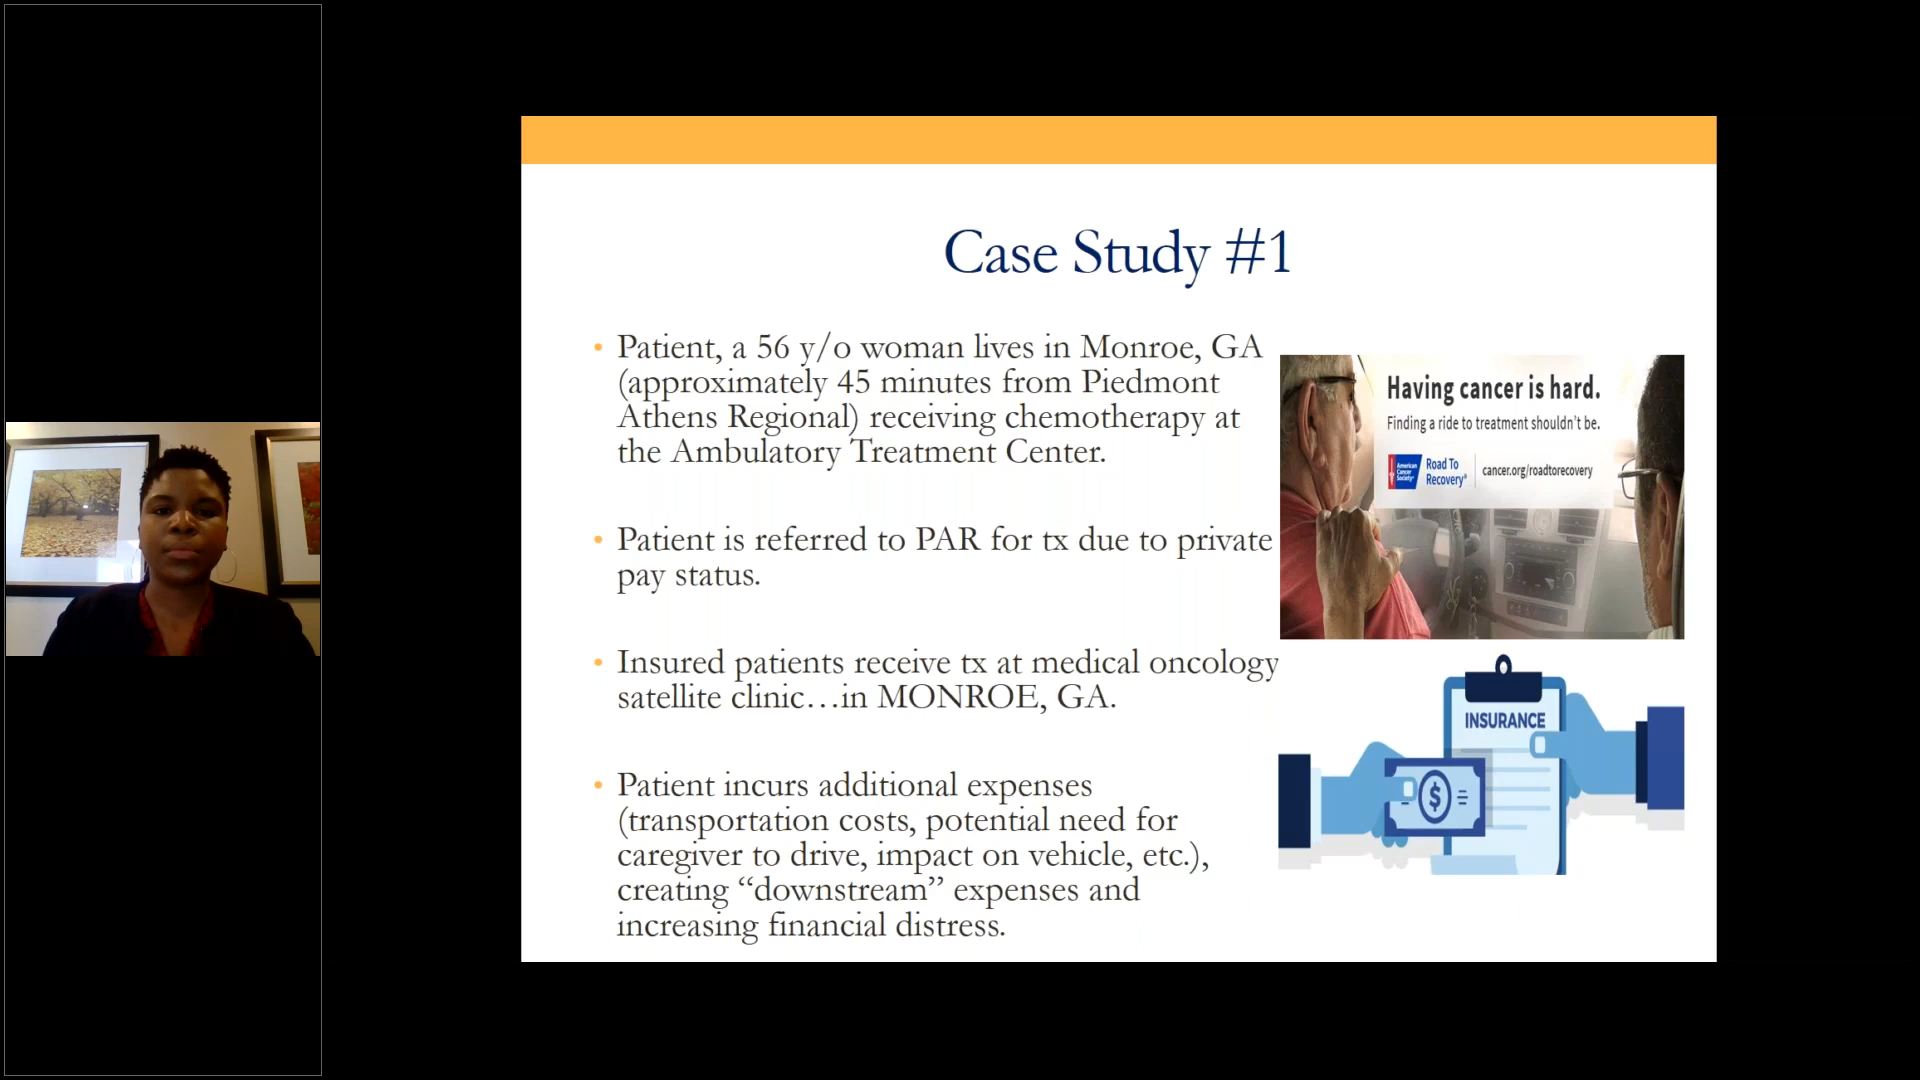 Case Study #1
• Patient, a 56 y/o woman lives in Monroe, GA
(approximately 45 minutes from Piedmont
Athens Regional) receiving chemotherapy at
the Ambulatory Treatment Center.
• Patient is referred to PAR for tx due to private
pay status.
• Insured patients receive tx at medical oncology
satellite clinic…in MONROE, GA.
• Patient incurs additional expenses
(transportation costs, potential need for
caregiver to drive, impact on vehicle, etc.),
creating “downstream” expenses and
increasing financial distress.
Having cancer is hard.
Finding a ride to treatment shouldn't be.
American
Cancer
Society®
Road To
Recovery®
cancer.org/roadtorecovery
INSURANCE
$